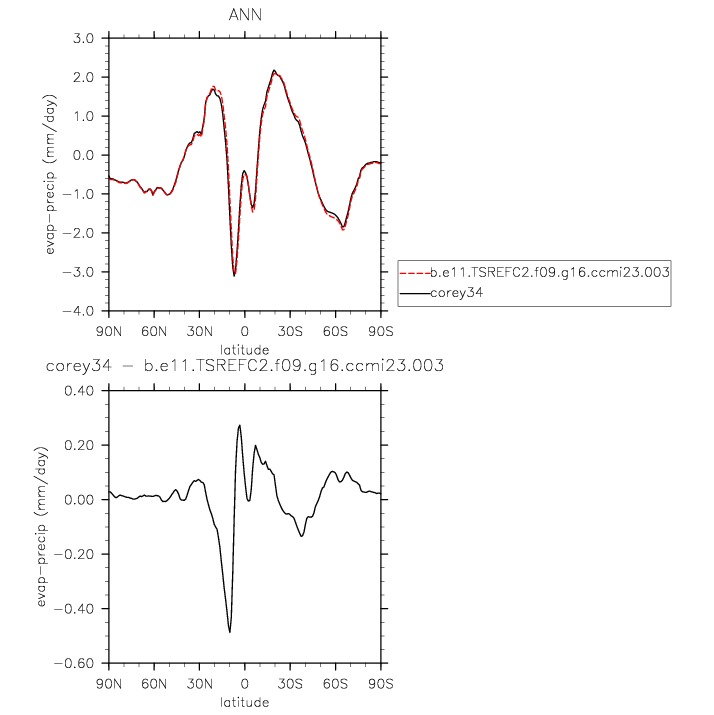 ANN
3.0
2.0
1.0
0.0
−1.0
−2.0
−3.0
−4.0
evap−precip (mm/day)
90N 60N 30N 0 30S 60S 90S
latitude
b.e11.TSREFC2.f09.g16.ccmi23.003
corey34
corey34 − b.e11.TSREFC2.f09.g16.ccmi23.003
0.40
0.20
0.00
−0.20
−0.40
−0.60
evap−precip (mm/day)
90N 60N 30N 0 30S 60S 90S
latitude